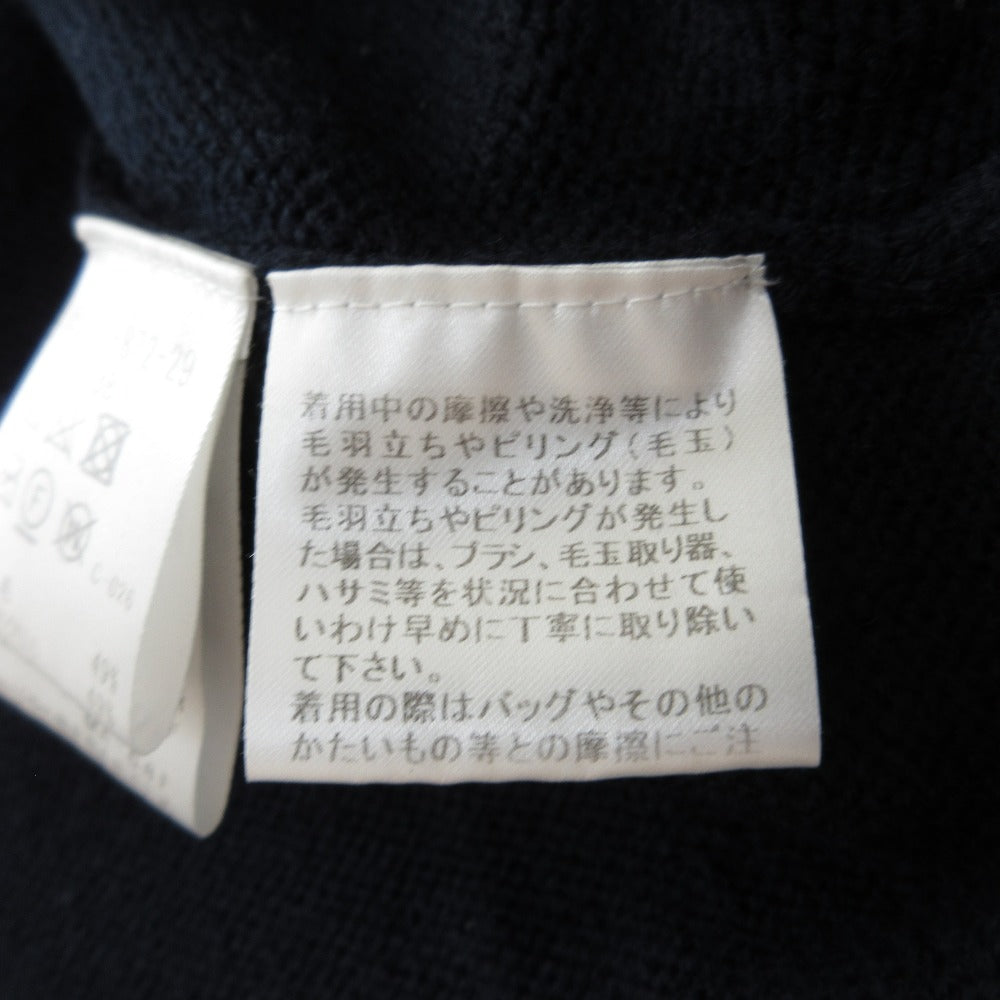 着用中の摩擦や洗浄等により
毛羽立ちやピリング(毛玉)
が発生することがあります。
毛羽立ちやピリングが発生し
た場合は、ブラシ、毛玉取り器、
ハサミ等を状況に合わせて使
いわけ早めに丁寧に取り除い
て下さい。
着用の際はバッグやその他の
かたいもの等との摩擦にご注
C-026
49%